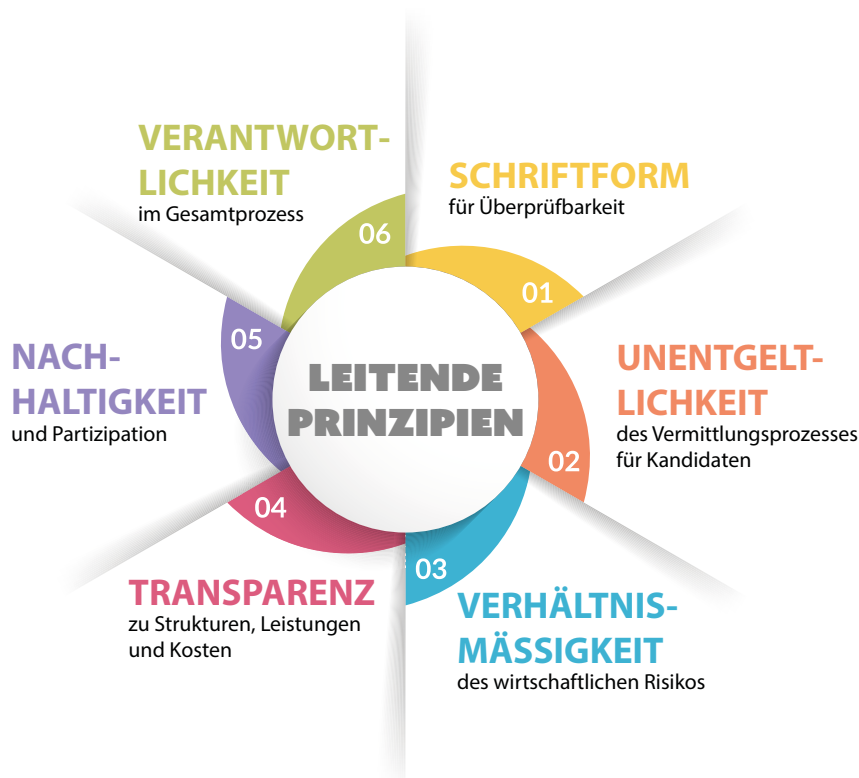 LEITENDE
PRINZIPIEN
01
SCHRIFTFORM
für Überprüfbarkeit
02
UNENTGELT-
LICHKEIT
des Vermittlungsprozesses
für Kandidaten
03
VERHÄLTNIS-
MÄSSIGKEIT
des wirtschaftlichen Risikos
04
TRANSPARENZ
zu Strukturen, Leistungen
und Kosten
05
NACH-
HALTIGKEIT
und Partizipation
06
VERANTWORT-
LICHKEIT
im Gesamtprozess